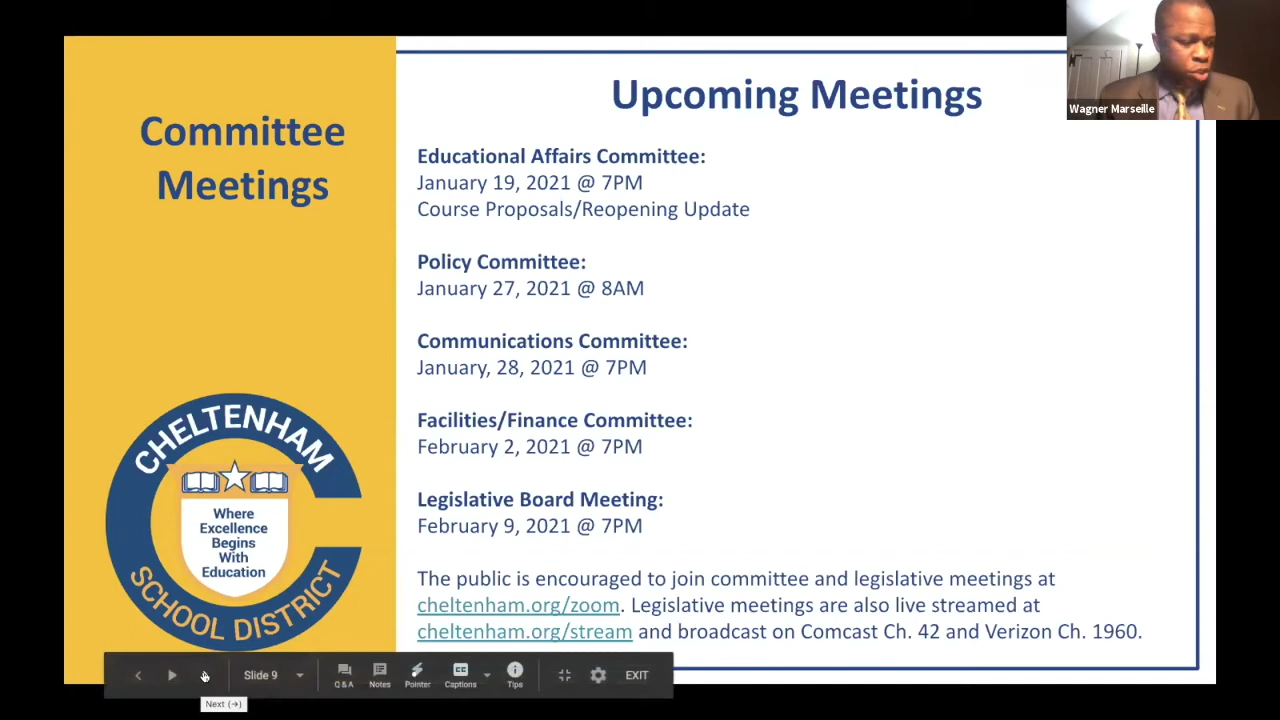 Committee
Meetings
Upcoming Meetings
Wagner Marseille
Educational Affairs Committee:
January 19, 2021 @ 7PM
Course Proposals/Reopening Update
Policy Committee:
January 27, 2021 @ 8AM
Communications Committee:
January, 28, 2021 @ 7PM
Facilities/Finance Committee:
February 2, 2021 @ 7PM
Legislative Board Meeting:
February 9, 2021 @ 7PM
The public is encouraged to join committee and legislative meetings at
cheltenham.org/zoom. Legislative meetings are also live streamed at
cheltenham.org/stream and broadcast on Comcast Ch. 42 and Verizon Ch. 1960.
CHELTENHAM
Where
Excellence
Begins
With
Education
SCHOOL DISTRICT
Slide 9
Q & A
Notes
Pointer
CC
Captions
Tips
EXIT
Next (→)